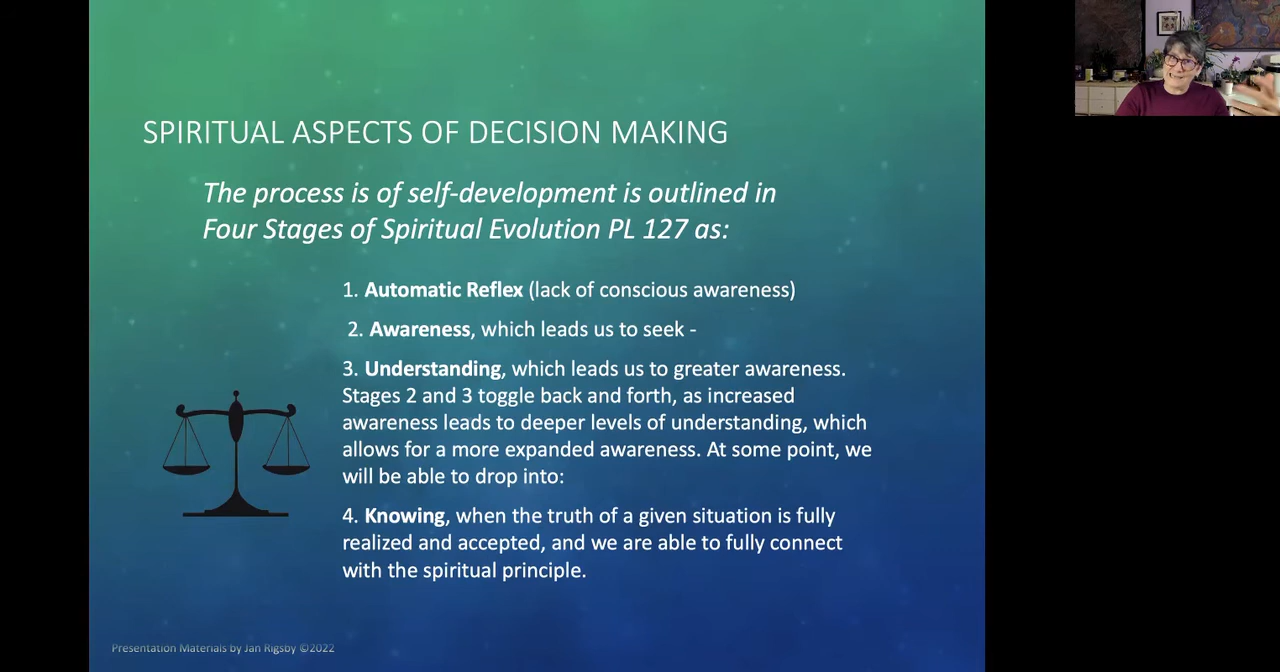 SPIRITUAL ASPECTS OF DECISION MAKING
The process is of self-development is outlined in
Four Stages of Spiritual Evolution PL 127 as:
1. Automatic Reflex (lack of conscious awareness)
2. Awareness, which leads us to seek -
3. Understanding, which leads us to greater awareness.
Stages 2 and 3 toggle back and forth, as increased
awareness leads to deeper levels of understanding, which
allows for a more expanded awareness. At some point, we
will be able to drop into:
4. Knowing, when the truth of a given situation is fully
realized and accepted, and we are able to fully connect
with the spiritual principle.
Presentation Materials by Jan Rigsby ©2022